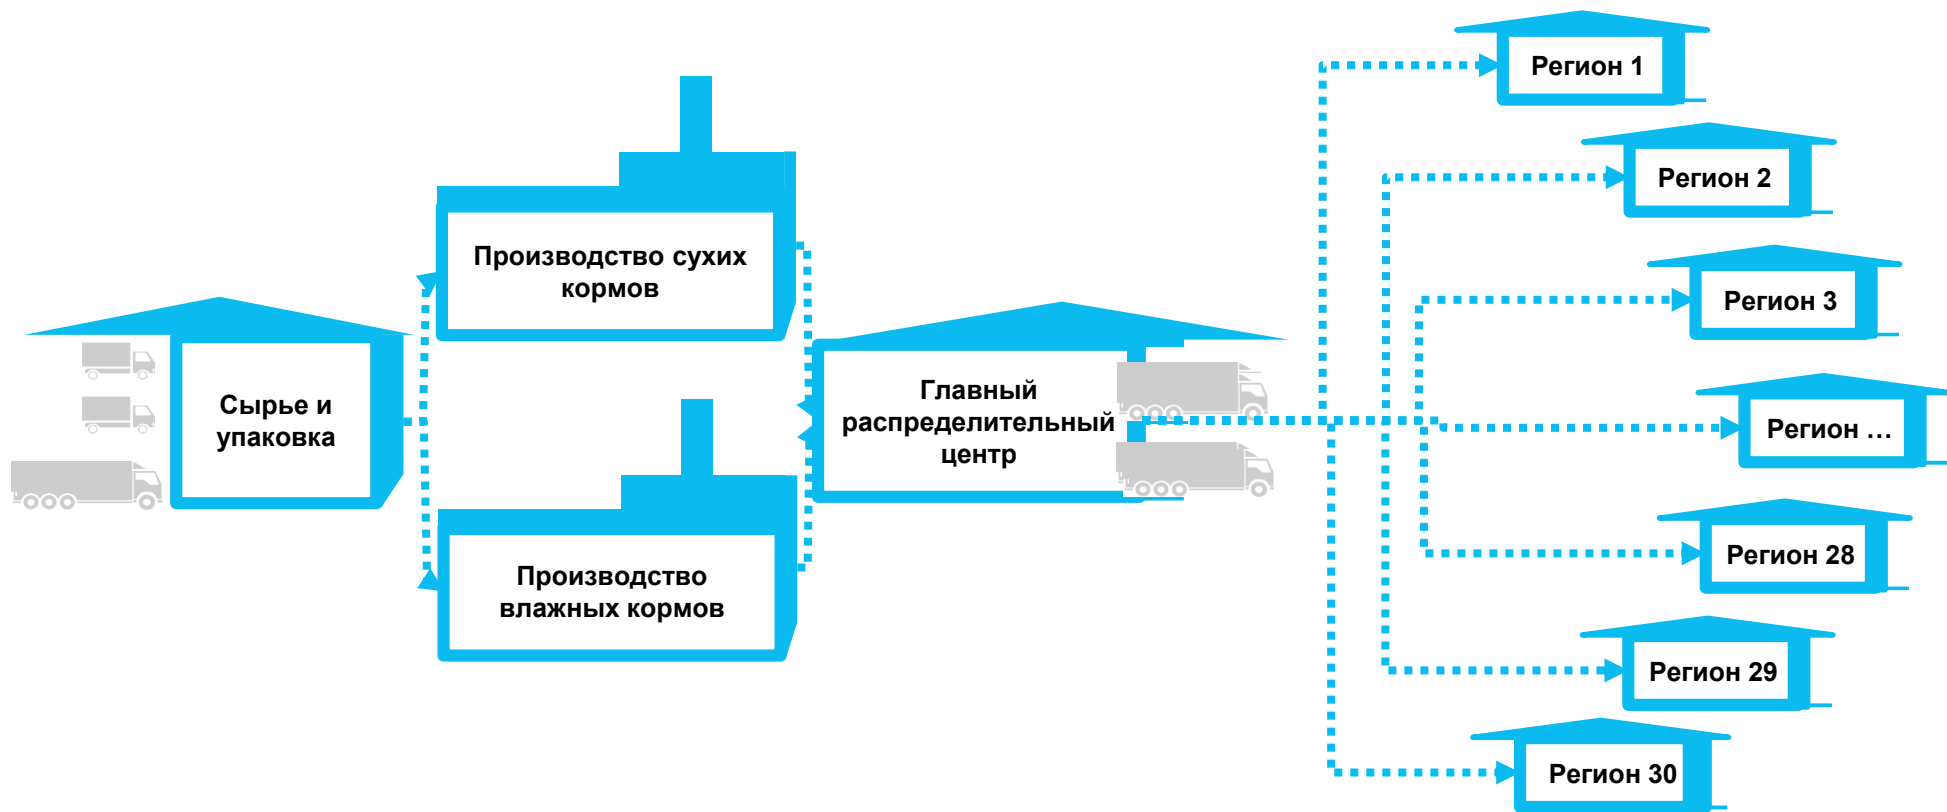 Сырье и
упаковка
Производство сухих
кормов
Производство
влажных кормов
Главный
распределительный
центр
Регион 1
Регион 2
Регион 3
Регион ...
Регион 28
Регион 29
Регион 30